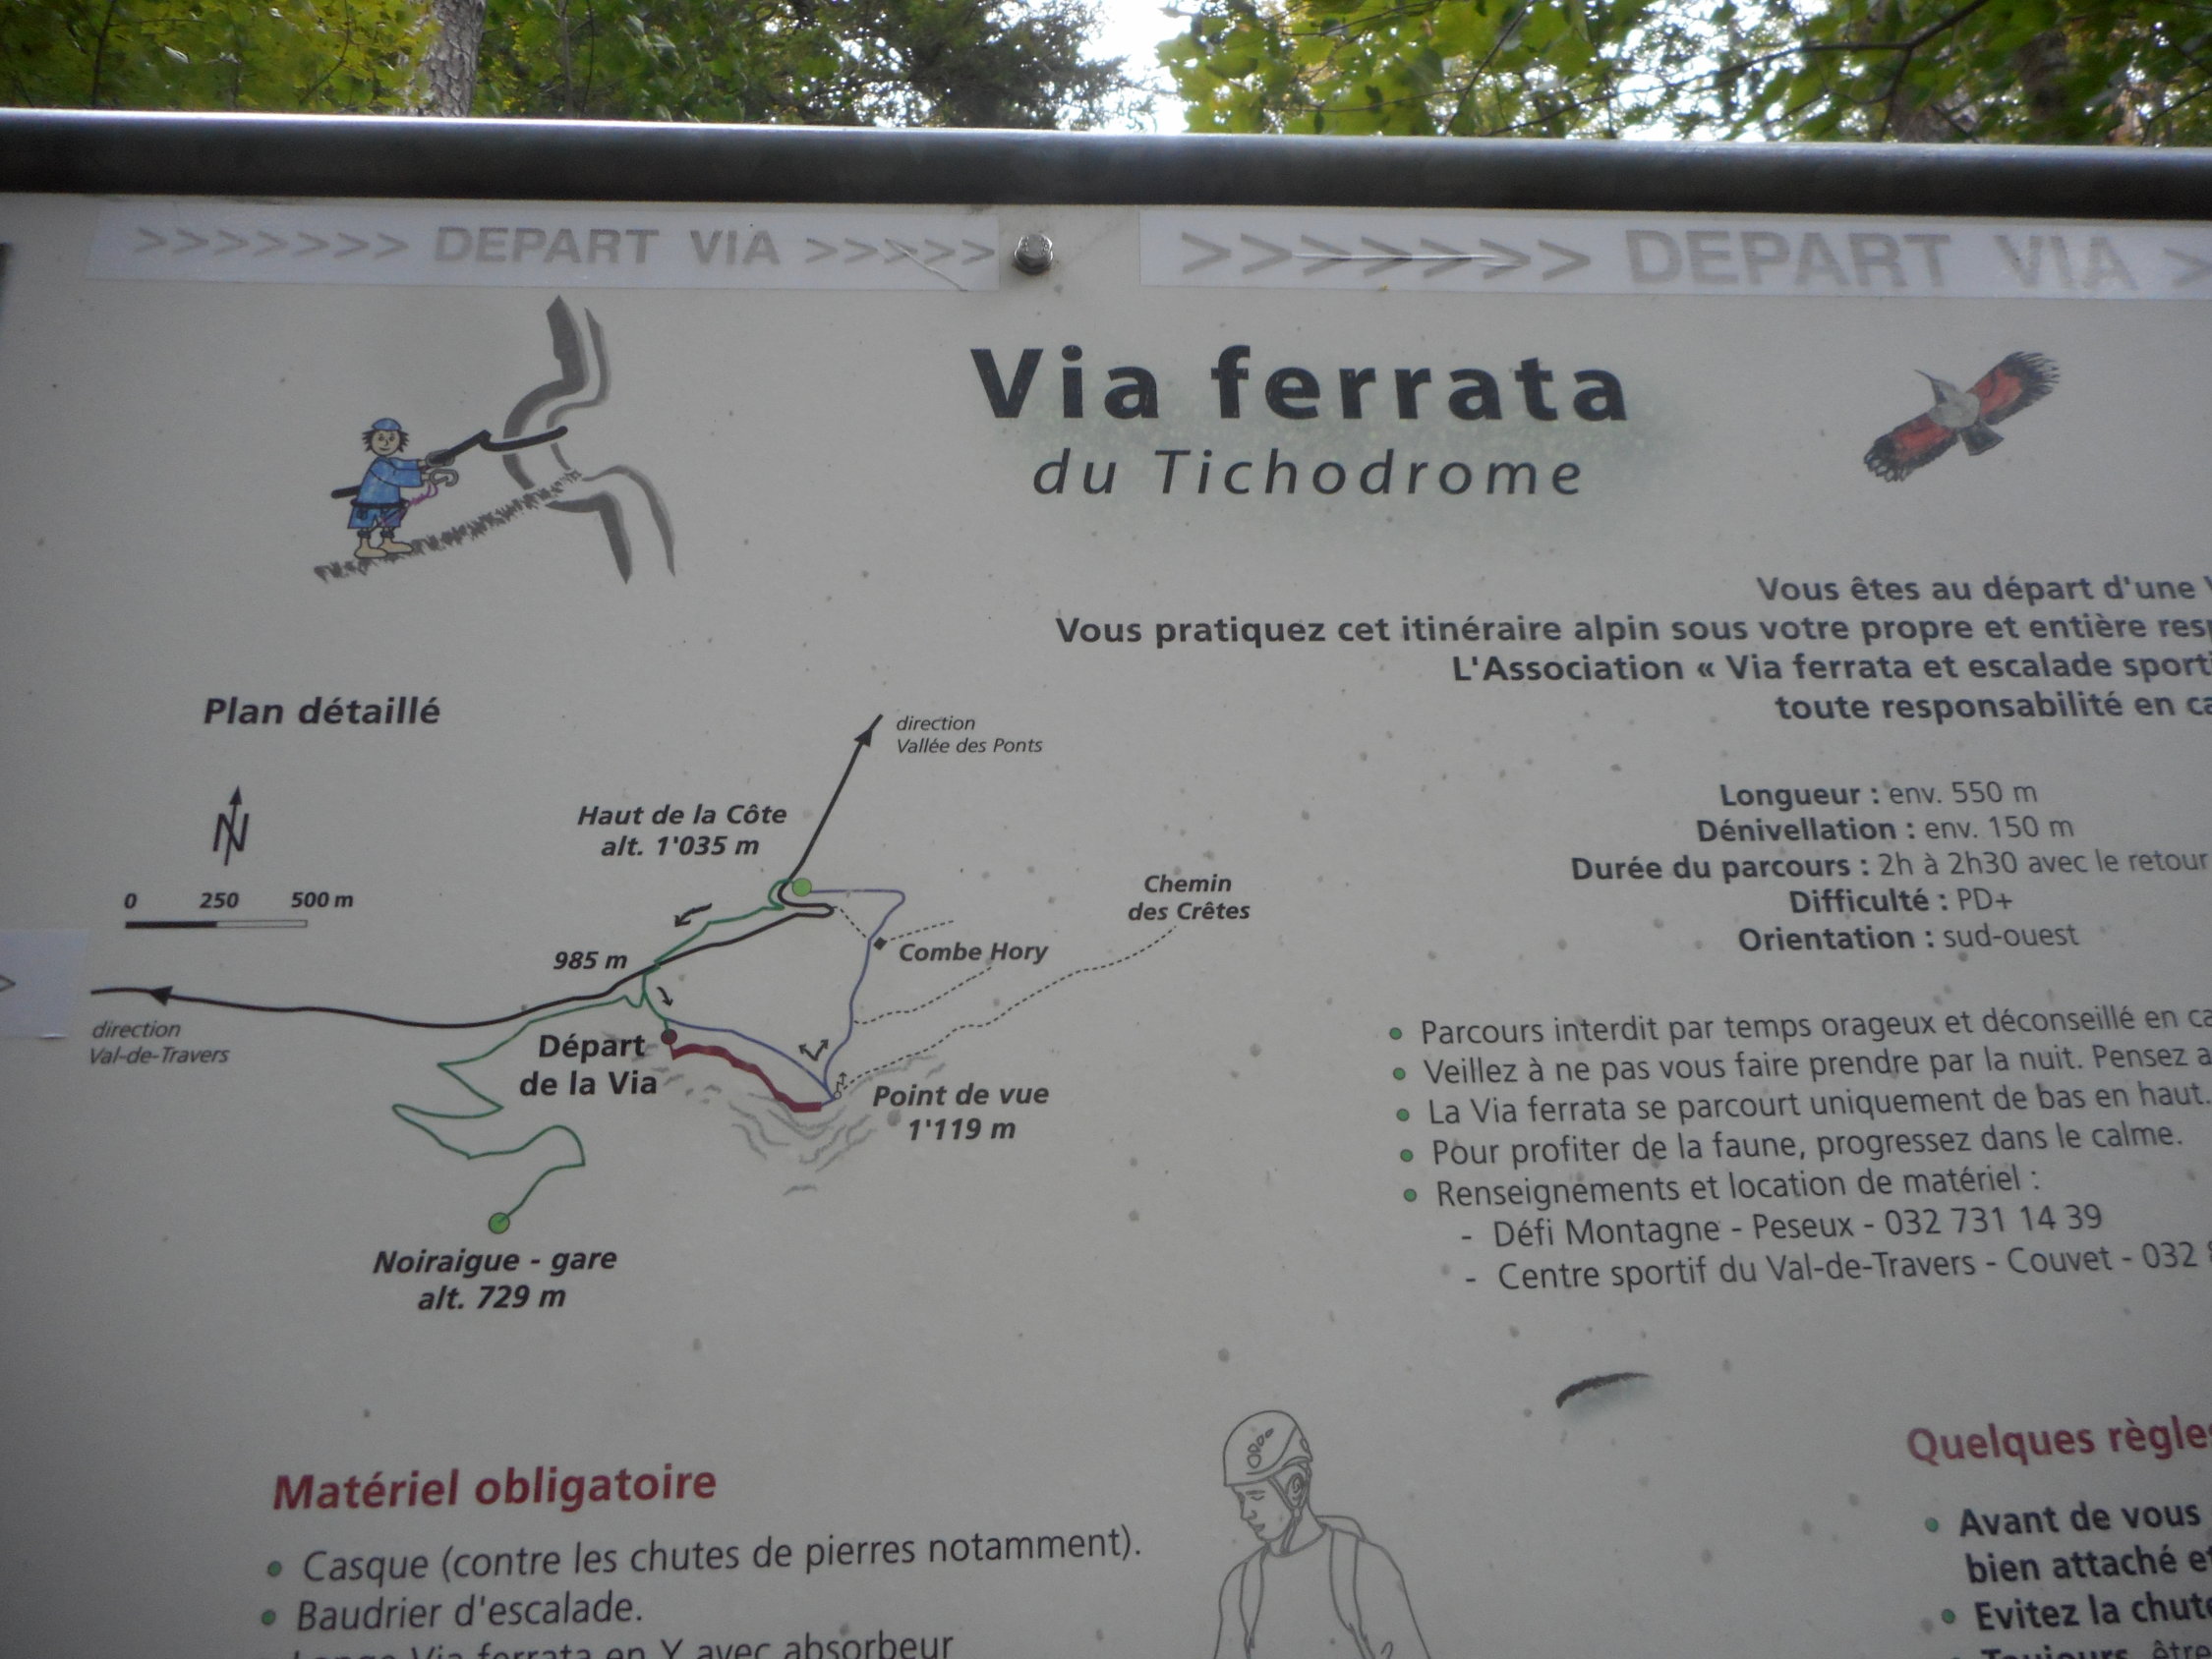 >>>>>>> DEPART VIA >>>>>
>>>>>>> DEPART VIA >
Via ferrata
du Tichodrome
Vous êtes au départ d'une
Vous pratiquez cet itinéraire alpin sous votre propre et entière
L'Association « Via ferrata et escalade
toute responsabilité en
Plan détaillé
direction
Vallée des Ponts
Haut de la Côte
alt. 1'035 m
N
0 250 500 m
Chemin
des Crêtes
Combe Hory
985 m
direction
Val-de-Travers
Départ
de la Via
Point de vue
1'119 m
Noiraigue - gare
alt. 729 m
Longueur : env. 550 m
Dénivellation : env. 150 m
Durée du parcours : 2h à 2h30 avec le retour
Difficulté : PD+
Orientation : sud-ouest
• Parcours interdit par temps orageux et déconseillé en
• Veillez à ne pas vous faire prendre par la nuit. Pensez
• La Via ferrata se parcourt uniquement de bas en haut.
• Pour profiter de la faune, progressez dans le calme.
• Renseignements et location de matériel :
- Défi Montagne - Peseux - 032 731 14 39
- Centre sportif du Val-de-Travers - Couvet - 032
Matériel obligatoire
• Casque (contre les chutes de pierres notamment).
• Baudrier d'escalade.
Longe Via ferrata en Y avec absorbeur
Quelques
• Avant de vous
bien attaché
• Evitez la
Toujours être